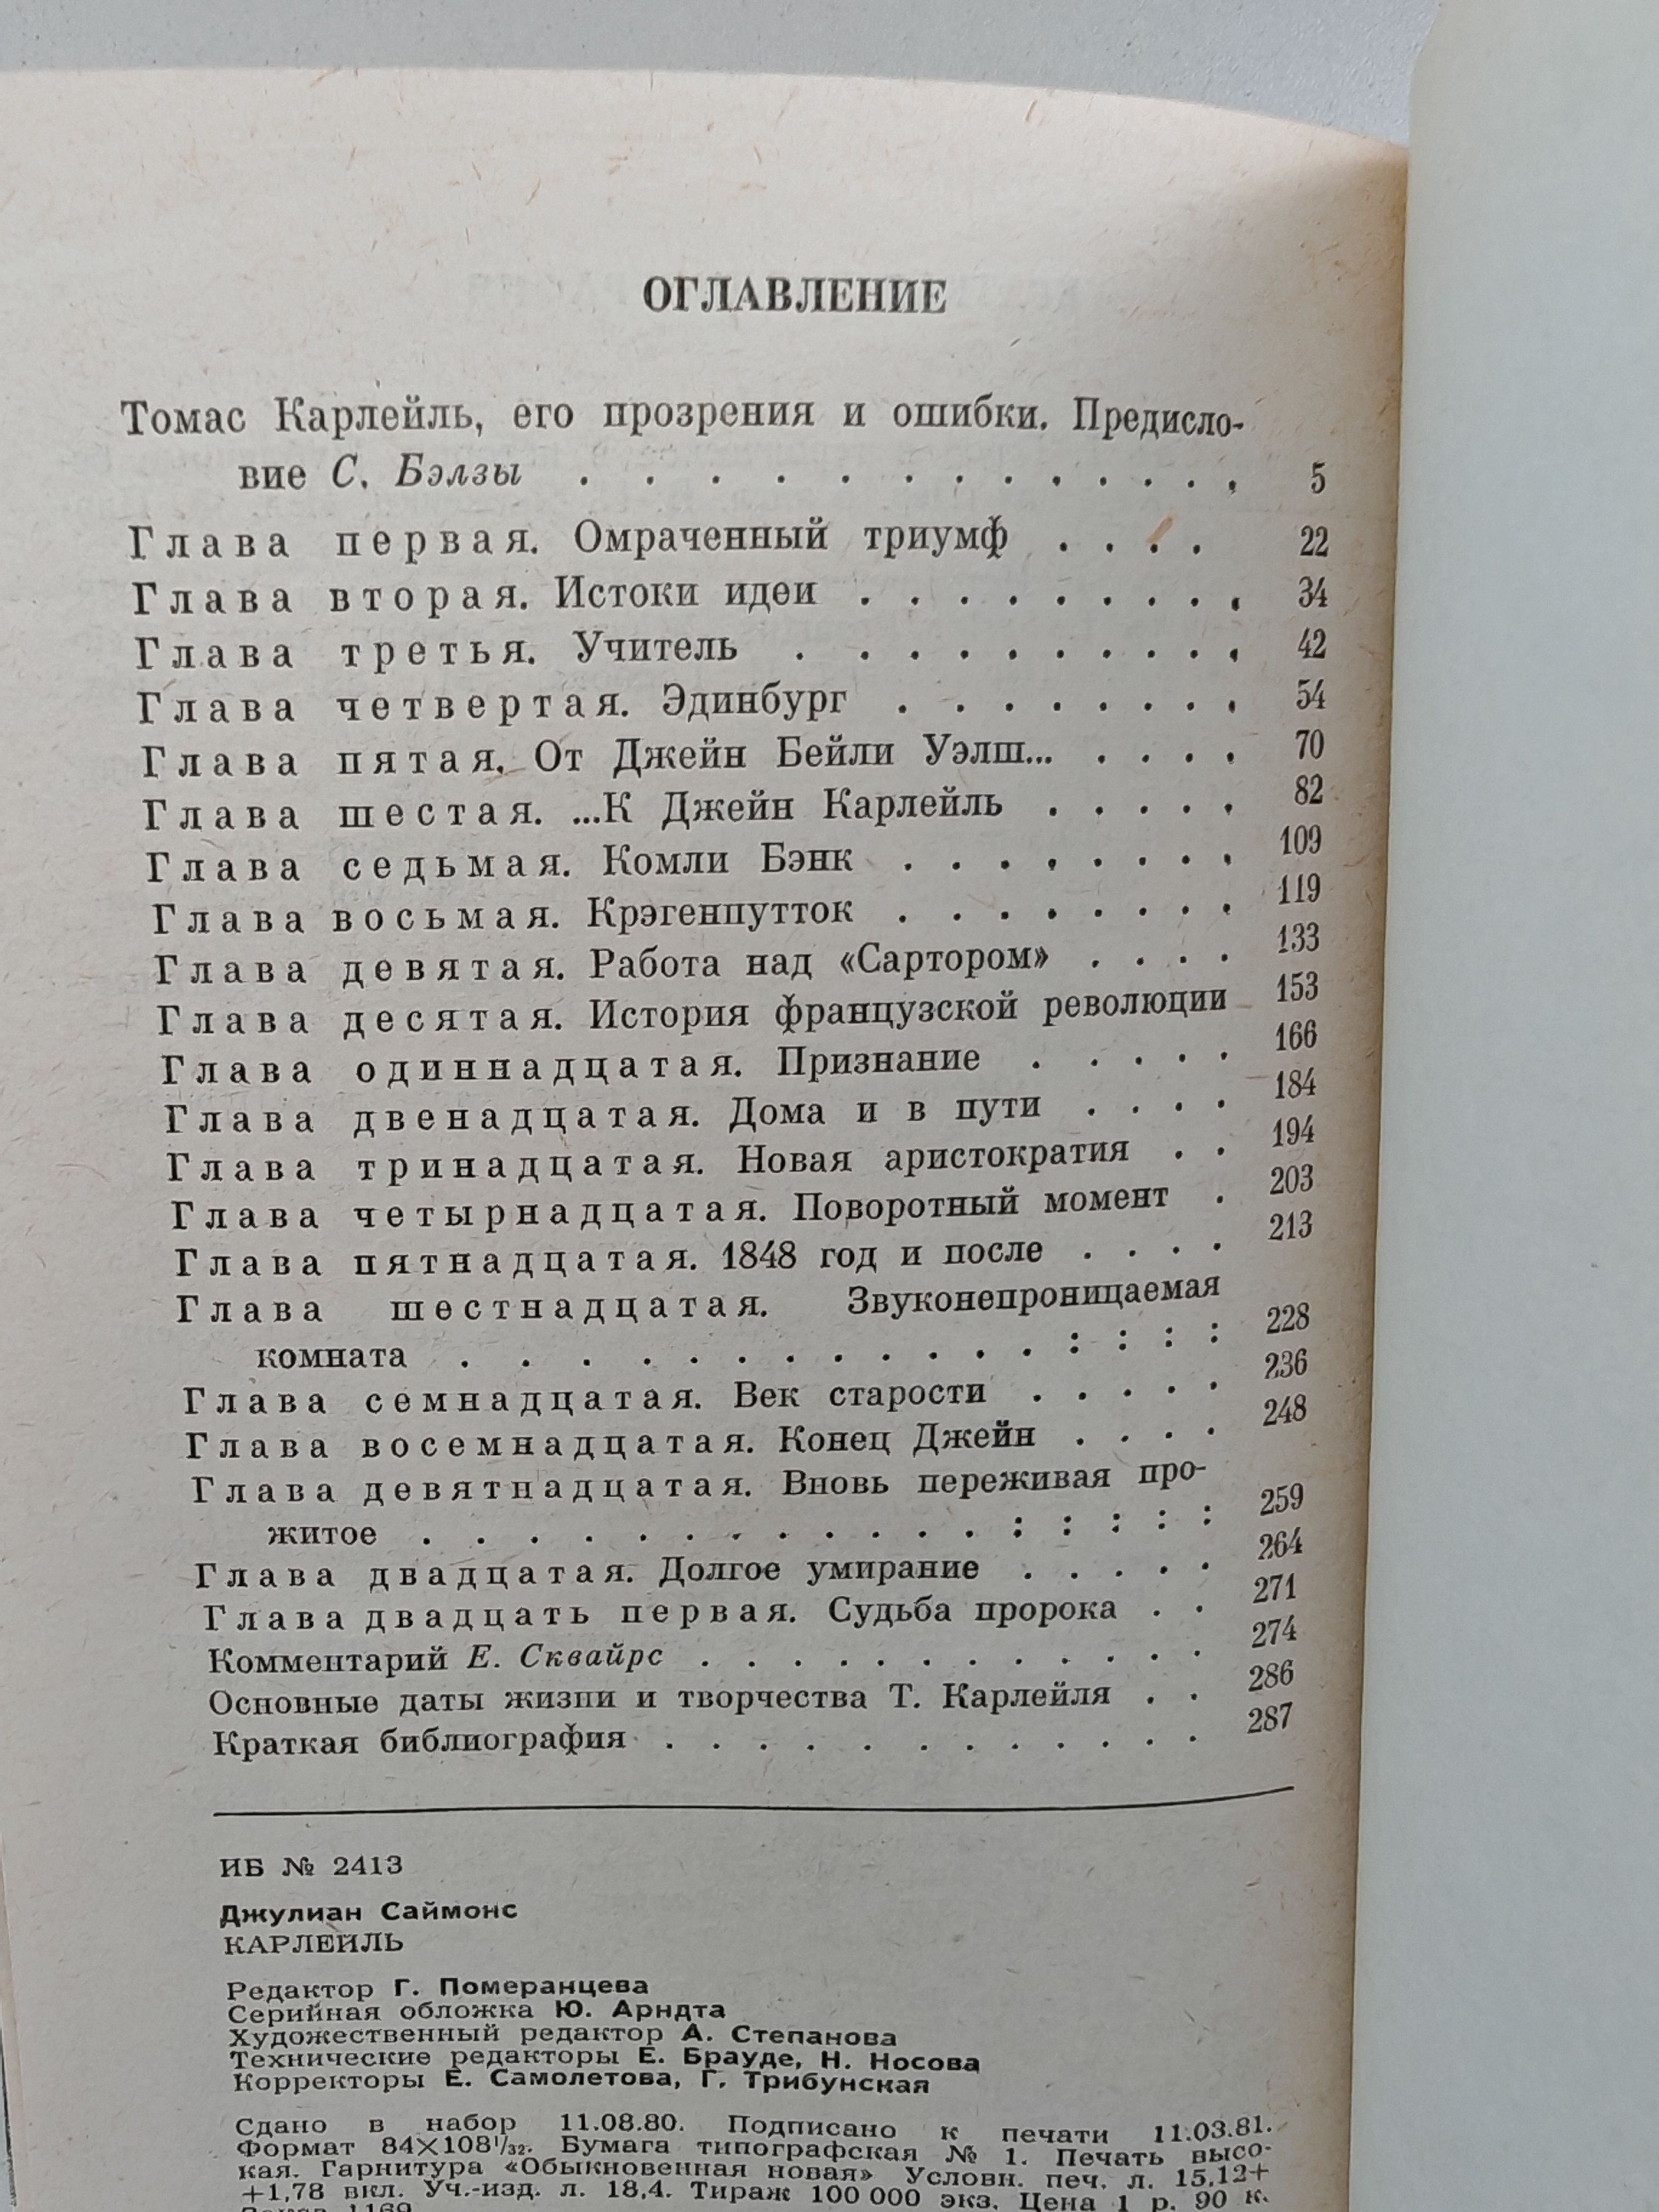 ОГЛАВЛЕНИЕ
Томас Карлейль, его прозрения и ошибки. Предисло-
вие С. Бэлзы . . . . . . . . . . . . 5
Глава первая. Омраченный триумф . . . . 22
Глава вторая. Истоки идеи . . . . . . . . . 34
Глава третья. Учитель . . . . . . . . . . 42
Глава четвертая. Эдинбург . . . . . . . . 54
Глава пятая. От Джейн Бейли Уэлш... . . . . 70
Глава шестая. ...К Джейн Карлейль . . . . . 82
Глава седьмая. Комли Бэнк . . . . . . . . 109
Глава восьмая. Крэгенпутток . . . . . . . . 119
Глава девятая. Работа над «Сартором» . . . . 133
Глава десятая. История французской революции 153
Глава одиннадцатая. Признание . . . . . 166
Глава двенадцатая. Дома и в пути . . . . 184
Глава тринадцатая. Новая аристократия . . 194
Глава четырнадцатая. Поворотный момент . 203
Глава пятнадцатая. 1848 год и после . . . . 213
Глава шестнадцатая. Звуконепроницаемая
комната . . . . . . . . . . . : : : : 228
Глава семнадцатая. Век старости . . . . . 236
Глава восемнадцатая. Конец Джейн . . . . 248
Глава девятнадцатая. Вновь переживая про-
житое . . . . . . . . . . . : : : : : 259
Глава двадцатая. Долгое умирание . . . . . 264
Глава двадцать первая. Судьба пророка . . 271
Комментарий Е. Сквайрс . . . . . . . . . . . 274
Основные даты жизни и творчества Т. Карлейля . . 286
Краткая библиография . . . . . . . . . . . . 287
ИБ № 2413
Джулиан Саймонс
КАРЛЕЙЛЬ
Редактор Г. Померанцева
Серийная обложка Ю. Арндта
Художественный редактор А. Степанова
Технические редакторы Е. Брауде, Н. Носова
Корректоры Е. Самолетова, Г. Трибунская
Сдано в набор 11.08.80. Подписано к печати 11.03.81.
Формат 84×108¹/₃₂. Бумага типографская № 1. Печать высо-
кая. Гарнитура «Обыкновенная новая» Условн. печ. л. 15,12+
+1,78 вкл. Уч.-изд. л. 18,4. Тираж 100 000 экз. Цена 1 р. 90 к.
Заказ 1169